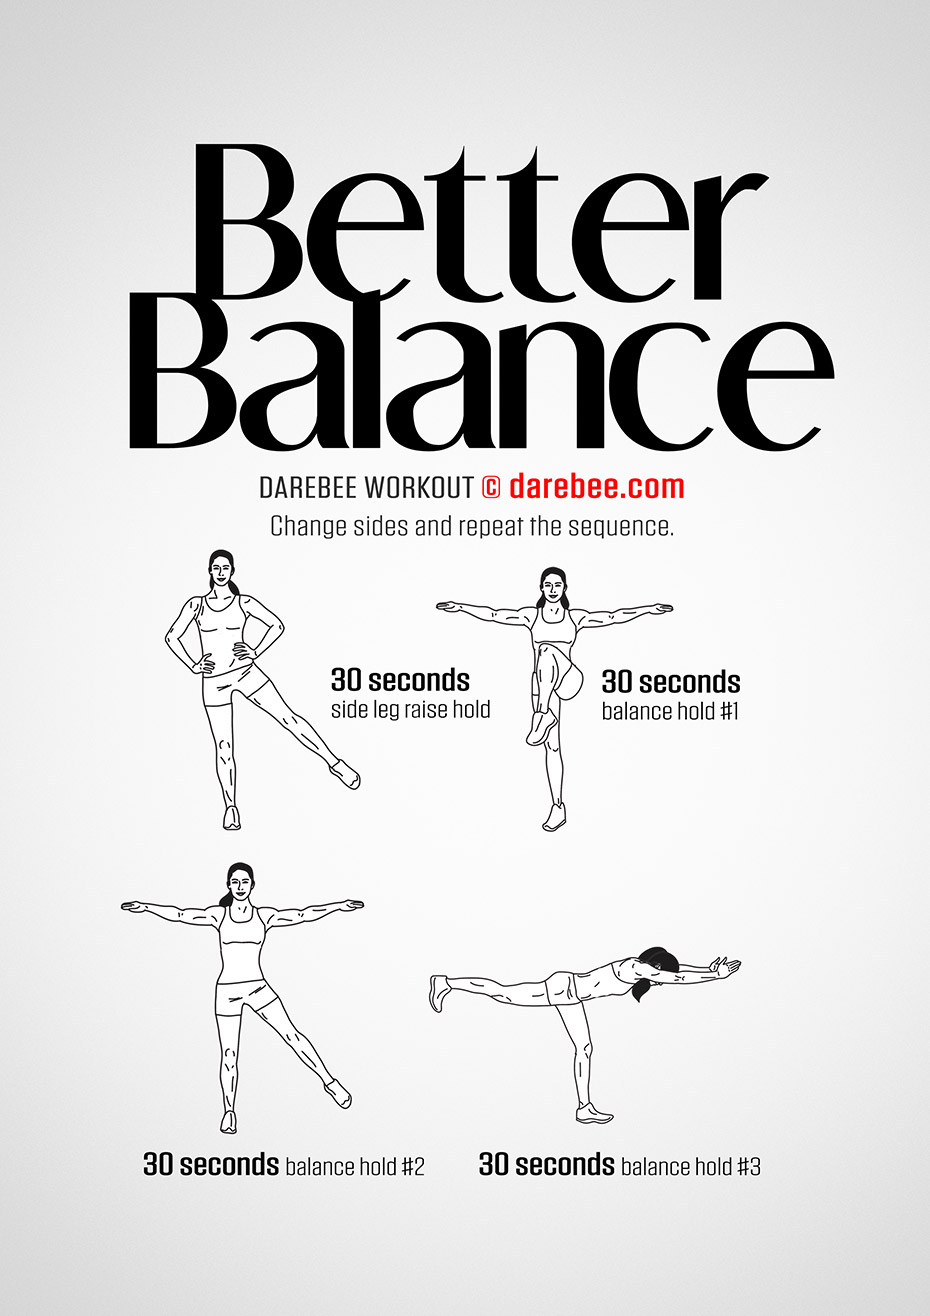 Better
Balance
DAREBEE WORKOUT © darebee.com
Change sides and repeat the sequence.
30 seconds
side leg raise hold
30 seconds
balance hold #1
30 seconds balance hold #2
30 seconds balance hold #3